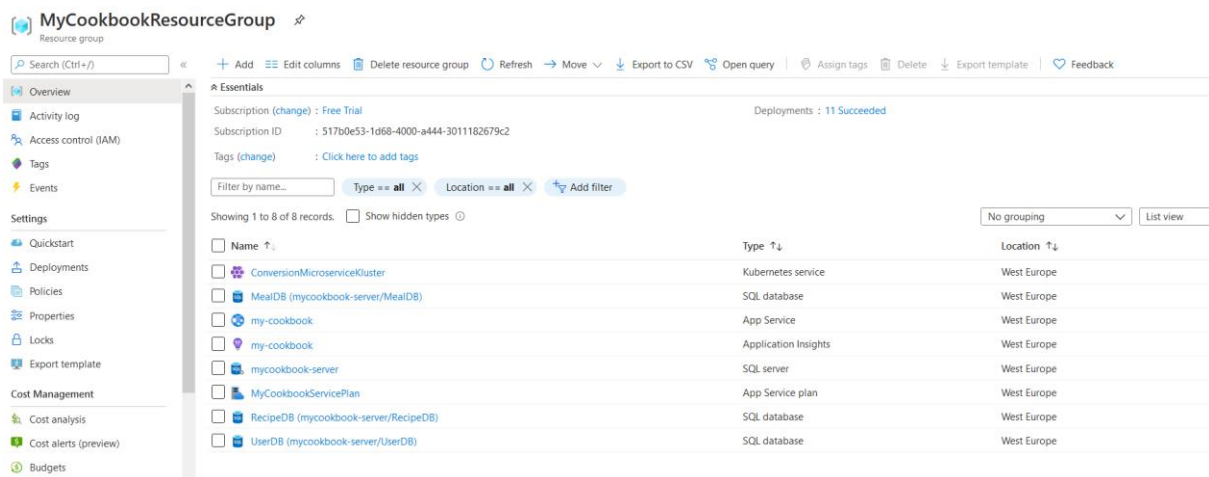 MyCookbookResourceGroup
Resource group
Search (Ctrl+/)
Overview
Activity log
Access control (IAM)
Tags
Events
Settings
Quickstart
Deployments
Policies
Properties
Locks
Export template
Cost Management
Cost analysis
Cost alerts (preview)
Budgets
Add Edit columns Delete resource group Refresh Move Export to CSV Open query Assign tags Delete Export template Feedback
Essentials
Subscription (change) : Free Trial Deployments : 11 Succeeded
Subscription ID : 517b0e53-1d68-4000-a444-3011182679c2
Tags (change) : Click here to add tags
Filter by name... Type == all Location == all Add filter
Showing 1 to 8 of 8 records. Show hidden types
No grouping List view
Name Type Location
ConversionMicroserviceKluster Kubernetes service West Europe
MealDB (mycookbook-server/MealDB) SQL database West Europe
my-cookbook App Service West Europe
my-cookbook Application Insights West Europe
mycookbook-server SQL server West Europe
MyCookbookServicePlan App Service plan West Europe
RecipeDB (mycookbook-server/RecipeDB) SQL database West Europe
UserDB (mycookbook-server/UserDB) SQL database West Europe